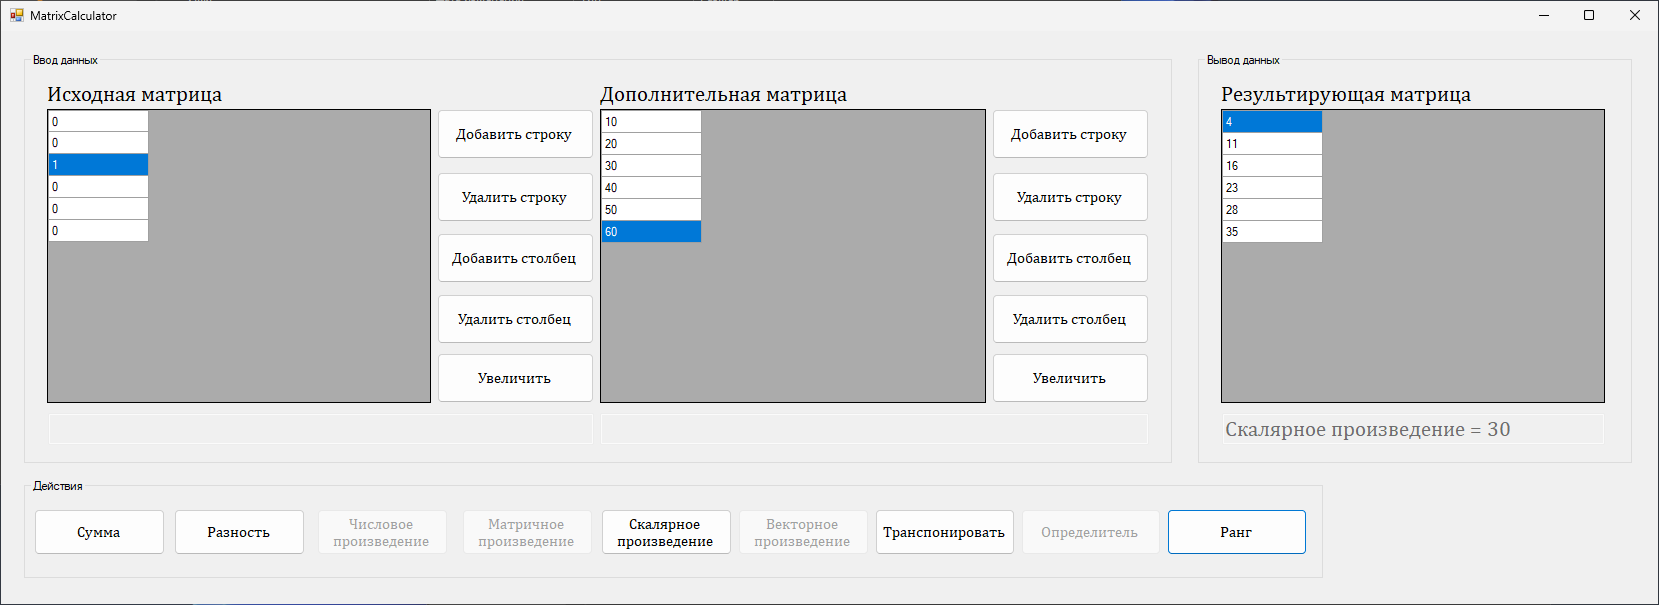 MatrixCalculator
Ввод данных
Исходная матрица
0
0
1
0
0
0
Добавить строку
Удалить строку
Добавить столбец
Удалить столбец
Увеличить
Дополнительная матрица
10
20
30
40
50
60
Добавить строку
Удалить строку
Добавить столбец
Удалить столбец
Увеличить
Вывод данных
Результирующая матрица
4
11
16
23
28
35
Скалярное произведение = 30
Действия
Сумма
Разность
Числовое
произведение
Матричное
произведение
Скалярное
произведение
Векторное
произведение
Транспонировать
Определитель
Ранг